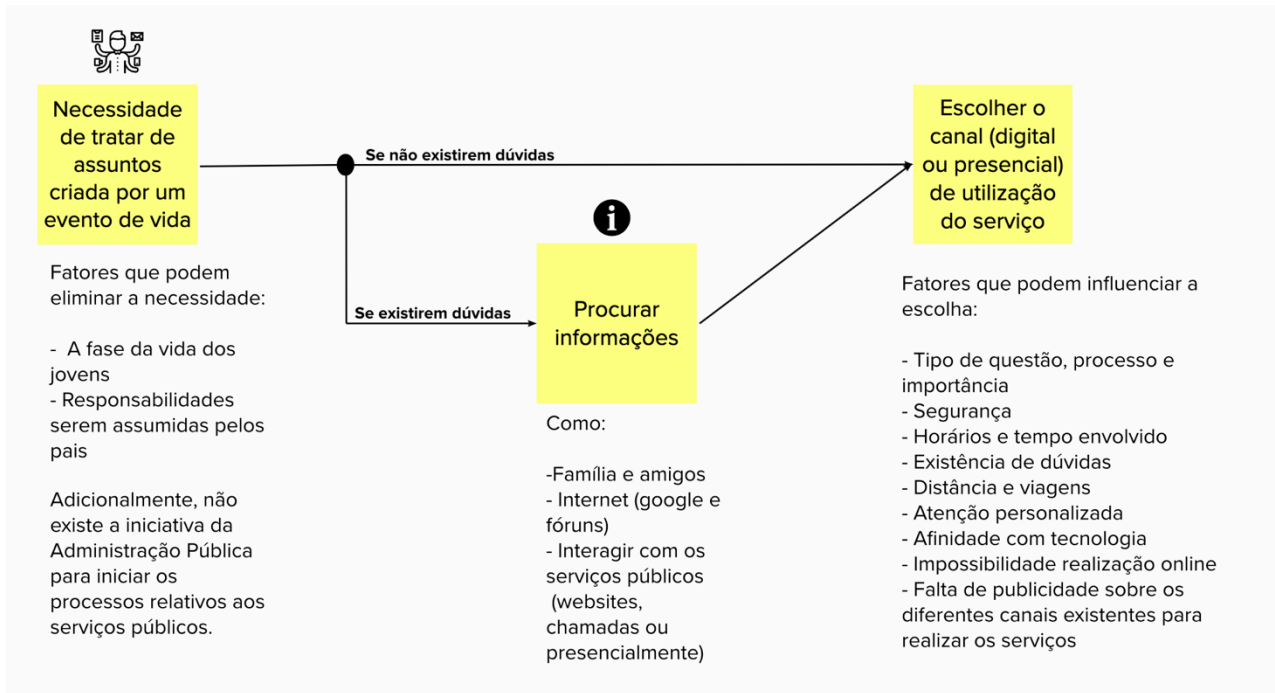 Necessidade
de tratar de
assuntos
criada por um
evento de vida
Fatores que podem
eliminar a necessidade:
-  A fase da vida dos
jovens
- Responsabilidades
serem assumidas pelos
pais
Adicionalmente, não
existe a iniciativa da
Administração Pública
para iniciar os
processos relativos aos
serviços públicos.
Se não existirem dúvidas
Se existirem dúvidas
i
Procurar
informações
Como:
-Família e amigos
- Internet (google e
fóruns)
- Interagir com os
serviços públicos
(websites,
chamadas ou
presencialmente)
Escolher o
canal (digital
ou presencial)
de utilização
do serviço
Fatores que podem influenciar a
escolha:
- Tipo de questão, processo e
importância
- Segurança
- Horários e tempo envolvido
- Existência de dúvidas
- Distância e viagens
- Atenção personalizada
- Afinidade com tecnologia
- Impossibilidade realização online
- Falta de publicidade sobre os
diferentes canais existentes para
realizar os serviços